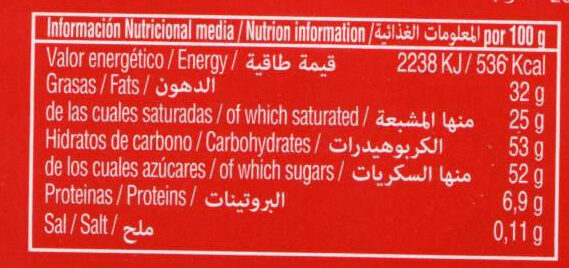 Información Nutricional media / Nutrion information / المعلومات الغذائية por 100 g
Valor energético / Energy / قيمة طاقية 2238 KJ / 536 Kcal
Grasas / Fats / الدهون 32 g
de las cuales saturadas / of which saturated / منها المشبعة 25 g
Hidratos de carbono / Carbohydrates / الكربوهيدرات 53 g
de los cuales azúcares / of which sugars / منها السكريات 52 g
Proteinas / Proteins / البروتينات 6,9 g
Sal / Salt / ملح 0,11 g